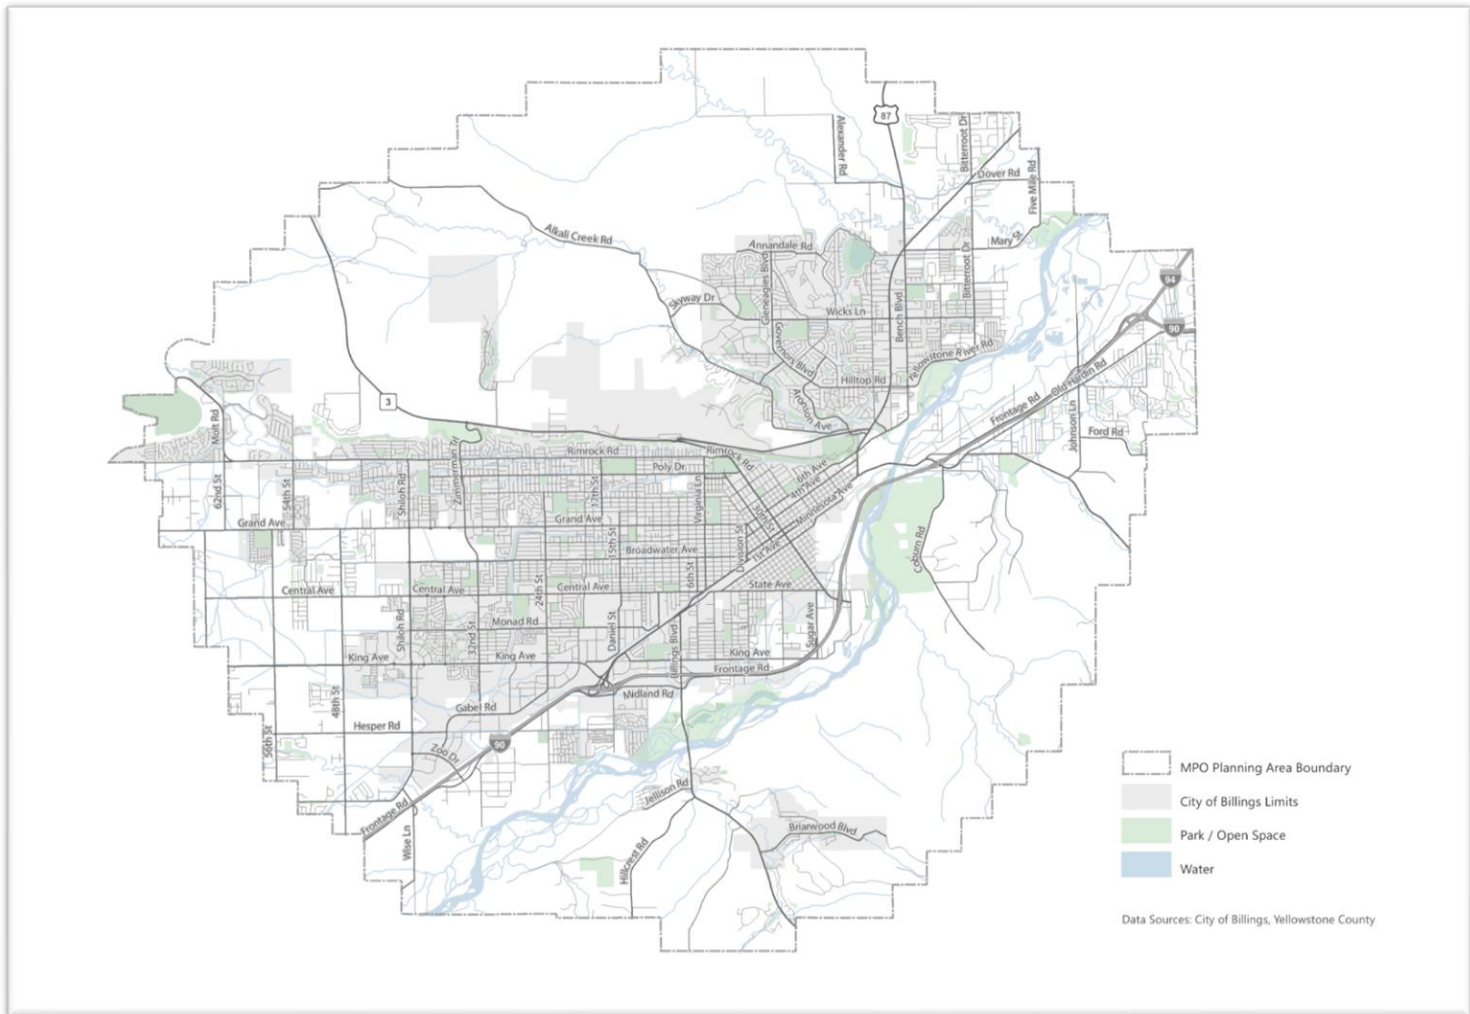 87
Alexander Rd
Bitterroot Dr
Dover Rd
Five Mile Rd
Alkali Creek Rd
Annandale Rd
Mary St
Bitterroot Dr
94
Skyway Dr
Gleneagles Blvd
Wicks Ln
Bench Blvd
90
Governors Blvd
Yellowstone River Rd
Hilltop Rd
Old Hardin Rd
3
Aronson Ave
Frontage Rd
Johnson Ln
Ford Rd
Molt Rd
Rimrock Rd
Rimrock Rd
Zimmerman Trl
Poly Dr
6th Ave
4th Ave
62nd St
54th St
Shiloh Rd
17th St
Virginia Ln
Minnesota Ave
30th St
Grand Ave
Grand Ave
15th St
Broadwater Ave
Division St
1st Ave
Coburn Rd
Central Ave
Central Ave
24th St
Central Ave
6th St
State Ave
Shiloh Rd
32nd St
Monad Rd
Daniel St
Sugar Ave
King Ave
King Ave
Billings Blvd
King Ave
Frontage Rd
48th St
Midland Rd
Gabel Rd
56th St
Hesper Rd
Zoo Dr
90
Jellison Rd
Frontage Rd
Wise Ln
Hillcrest Rd
Briarwood Blvd
MPO Planning Area Boundary
City of Billings Limits
Park / Open Space
Water
Data Sources: City of Billings, Yellowstone County